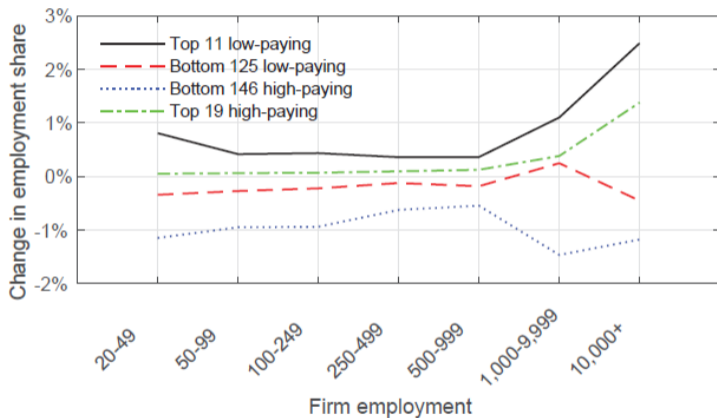 3%
2%
1%
0%
-1%
-2%
Change in employment share
Top 11 low-paying
Bottom 125 low-paying
Bottom 146 high-paying
Top 19 high-paying
20-49
50-99
100-249
250-499
500-999
1,000-9,999
10,000+
Firm employment